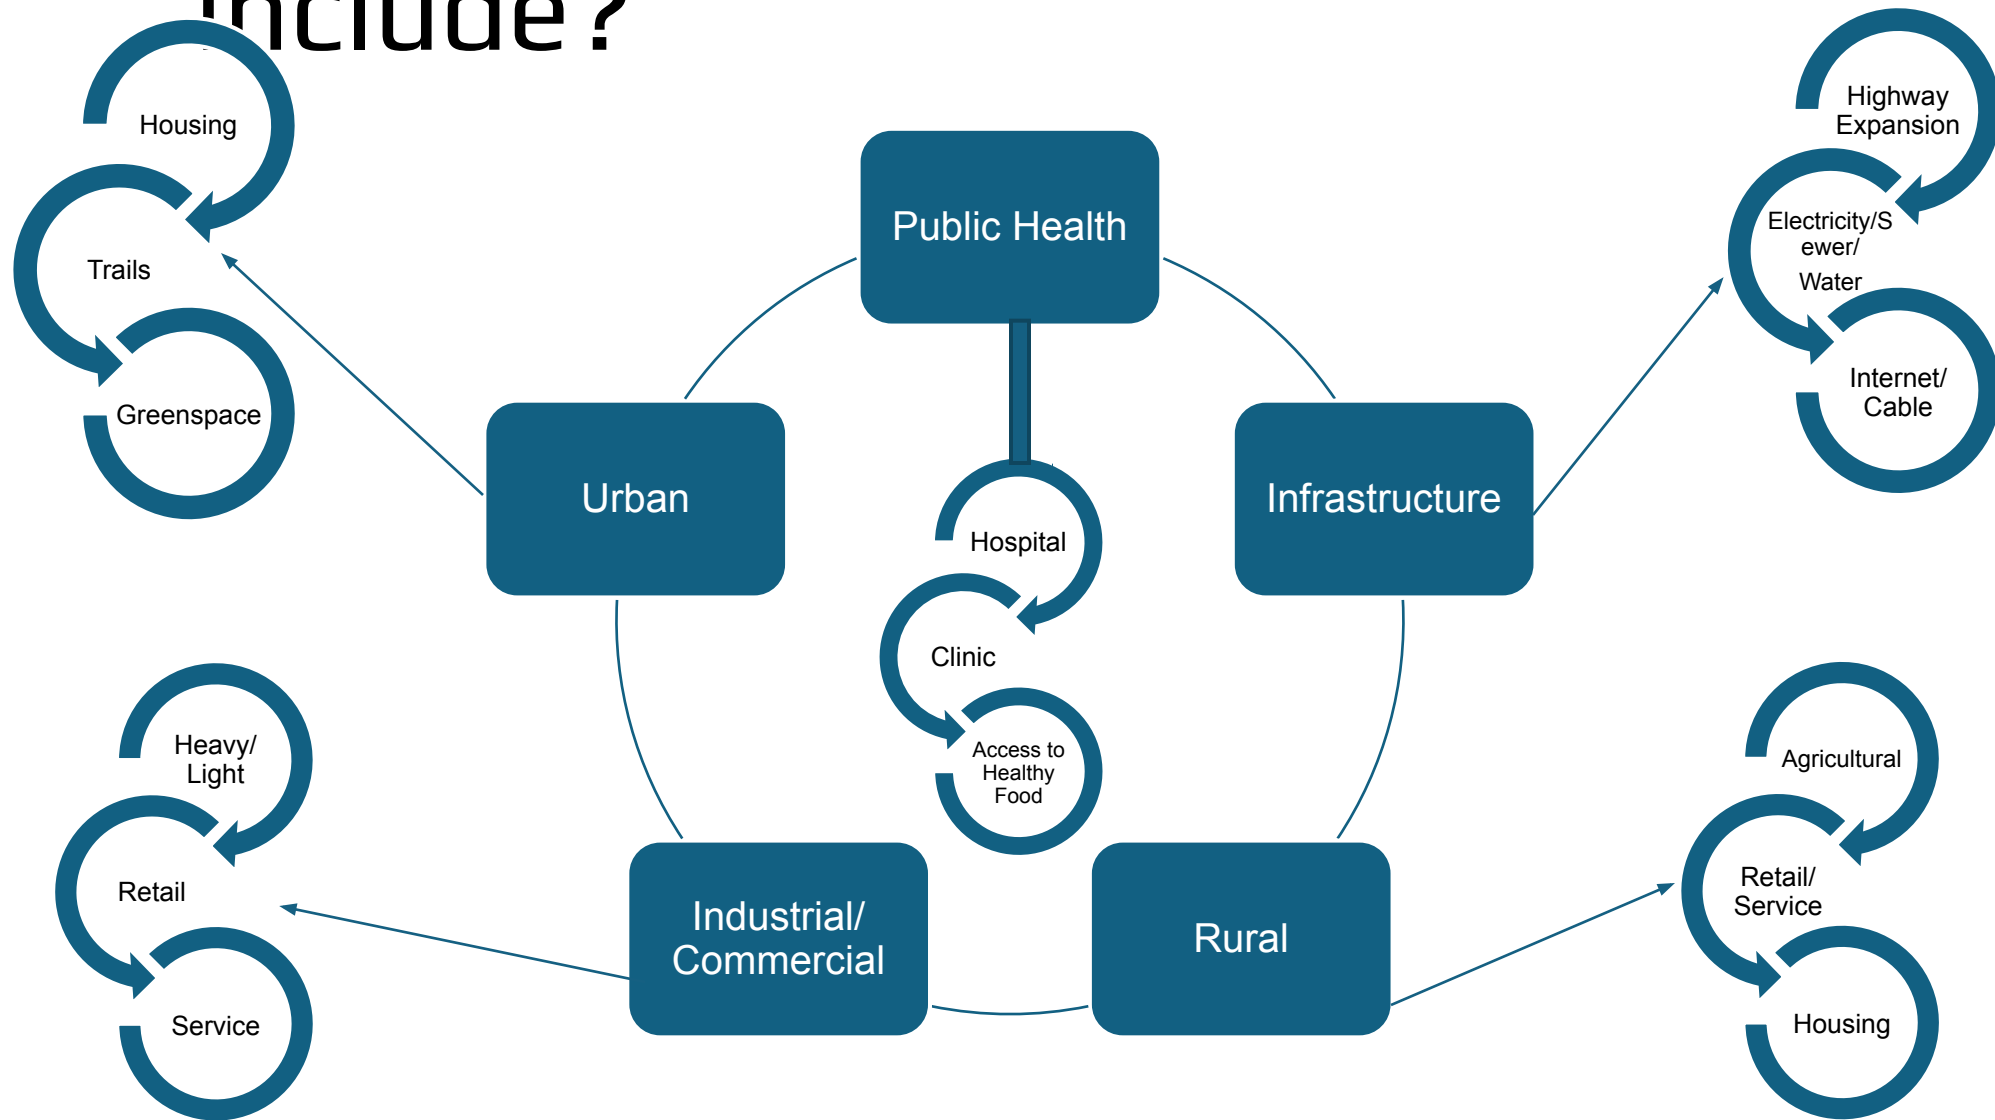 include?
Housing
Trails
Greenspace
Public Health
Highway
Expansion
Electricity/S
ewer/
Water
Internet/
Cable
Urban
Infrastructure
Hospital
Clinic
Access to
Healthy
Food
Heavy/
Light
Retail
Service
Industrial/
Commercial
Rural
Agricultural
Retail/
Service
Housing